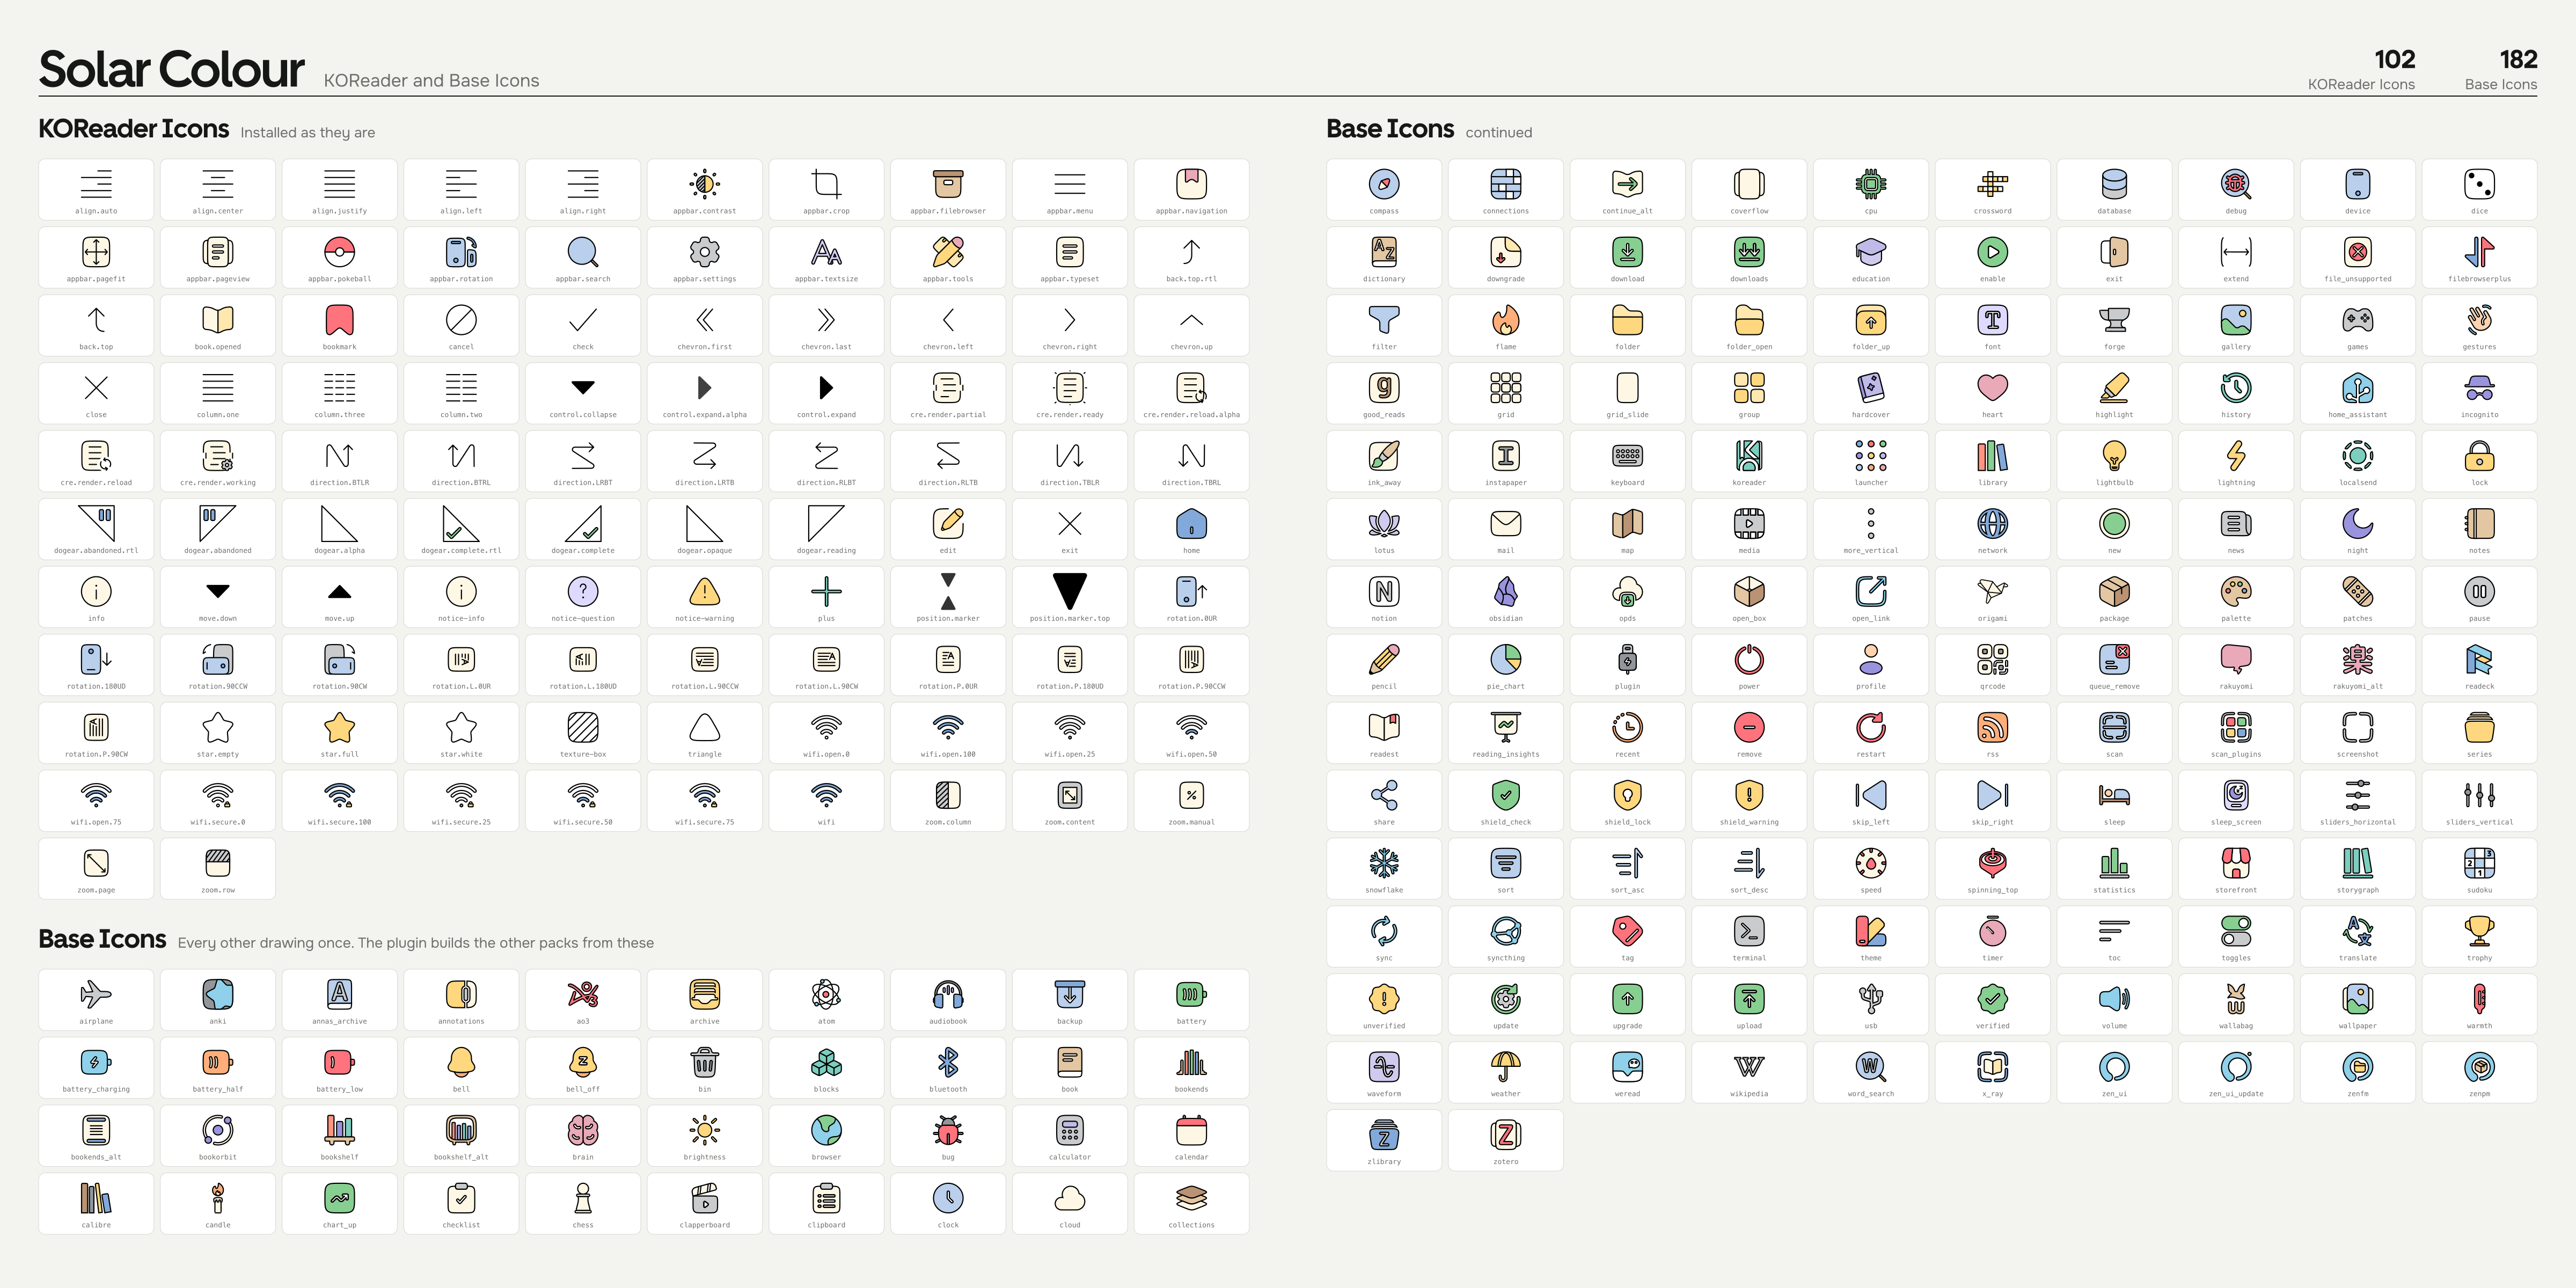 Solar Colour KOReader and Base Icons
102 182
KOReader Icons Base Icons
KOReader Icons Installed as they are
align.auto align.center align.justify align.left align.right appbar.contrast appbar.crop appbar.filebrowser appbar.menu appbar.navigation
appbar.pagefit appbar.pageview appbar.pokeball appbar.rotation appbar.search appbar.settings appbar.textsize appbar.tools appbar.typeset back.top.rtl
back.top book.opened bookmark cancel check chevron.first chevron.last chevron.left chevron.right chevron.up
close column.one column.three column.two control.collapse control.expand.alpha control.expand cre.render.partial cre.render.ready cre.render.reload.alpha
cre.render.reload cre.render.working direction.BTLR direction.BTRL direction.LRBT direction.LRTB direction.RLBT direction.RLTB direction.TBLR direction.TBRL
dogear.abandoned.rtl dogear.abandoned dogear.alpha dogear.complete.rtl dogear.complete dogear.opaque dogear.reading edit exit home
info move.down move.up notice-info notice-question notice-warning plus position.marker position.marker.top rotation.0UR
rotation.180UD rotation.90CCW rotation.90CW rotation.L.0UR rotation.L.180UD rotation.L.90CCW rotation.L.90CW rotation.P.0UR rotation.P.180UD rotation.P.90CCW
rotation.P.90CW star.empty star.full star.white texture-box triangle wifi.open.0 wifi.open.100 wifi.open.25 wifi.open.50
wifi.open.75 wifi.secure.0 wifi.secure.100 wifi.secure.25 wifi.secure.50 wifi.secure.75 wifi zoom.column zoom.content zoom.manual
zoom.page zoom.row
Base Icons Every other drawing once. The plugin builds the other packs from these
airplane anki annas_archive annotations ao3 archive atom audiobook backup battery
battery_charging battery_half battery_low bell bell_off bin blocks bluetooth book bookends
bookends_alt bookorbit bookshelf bookshelf_alt brain brightness browser bug calculator calendar
calibre candle chart_up checklist chess clapperboard clipboard clock cloud collections
Base Icons continued
compass connections continue_alt coverflow cpu crossword database debug device dice
dictionary downgrade download downloads education enable exit extend file_unsupported filebrowserplus
filter flame folder folder_open folder_up font forge gallery games gestures
good_reads grid grid_slide group hardcover heart highlight history home_assistant incognito
ink_away instapaper keyboard koreader launcher library lightbulb lightning localsend lock
lotus mail map media more_vertical network new news night notes
notion obsidian opds open_box open_link origami package palette patches pause
pencil pie_chart plugin power profile qrcode queue_remove rakuyomi rakuyomi_alt readeck
readest reading_insights recent remove restart rss scan scan_plugins screenshot series
share shield_check shield_lock shield_warning skip_left skip_right sleep sleep_screen sliders_horizontal sliders_vertical
snowflake sort sort_asc sort_desc speed spinning_top statistics storefront storygraph sudoku
sync syncthing tag terminal theme timer toc toggles translate trophy
unverified update upgrade upload usb verified volume wallabag wallpaper warmth
waveform weather weread wikipedia word_search x_ray zen_ui zen_ui_update zenfm zenpm
zlibrary zotero